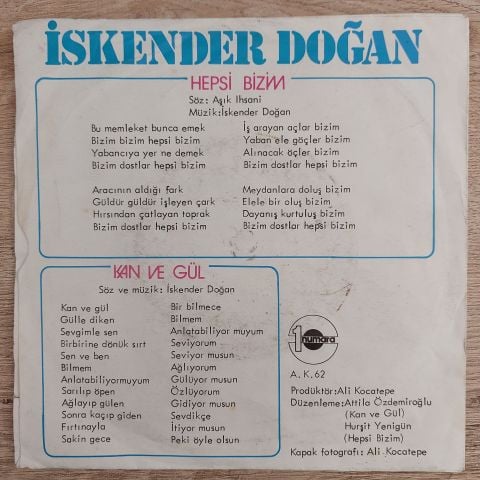 İSKENDER DOĞAN
HEPSİ BİZİM
Söz: Aşık Ihsani
Müzik:İskender Doğan
Bu memleket bunca emek
Bizim bizim hepsi bizim
Yabancıya yer ne demek
Bizim dostlar hepsi bizim
Aracının aldığı fark
Güldür güldür işleyen çark
Hırsından çatlayan toprak
Bizim dostlar hepsi bizim
İş arayan açlar bizim
Yaban ele göçler bizim
Alınacak öçler bizim
Bizim dostlar hepsi bizim
Meydanlara doluş bizim
Elele bir oluş bizim
Dayanış kurtuluş bizim
Bizim dostlar hepsi bizim
KAN VE GÜL
Söz ve müzik: İskender Doğan
Kan ve gül
Gülle diken
Sevgimle sen
Birbirine dönük sırt
Sen ve ben
Bilmem
Anlatabiliyormuyum
Sarılıp öpen
Ağlayıp gülen
Sonra kaçıp giden
Fırtınayla
Sakin gece
Bir bilmece
Bilmem
Anlatabiliyor muyum
Seviyorum
Seviyor musun
Ağlıyorum
Gülüyor musun
Özlüyorum
Gidiyor musun
Sevdikçe
İtiyor musun
Peki öyle olsun
1 numara
A. K. 62
Prodüktör: Ali Kocatepe
Düzenleme: Attila Özdemiroğlu
(Kan ve Gül)
Hurşit Yenigün
(Hepsi Bizim)
Kapak fotoğrafı: Ali Kocatepe